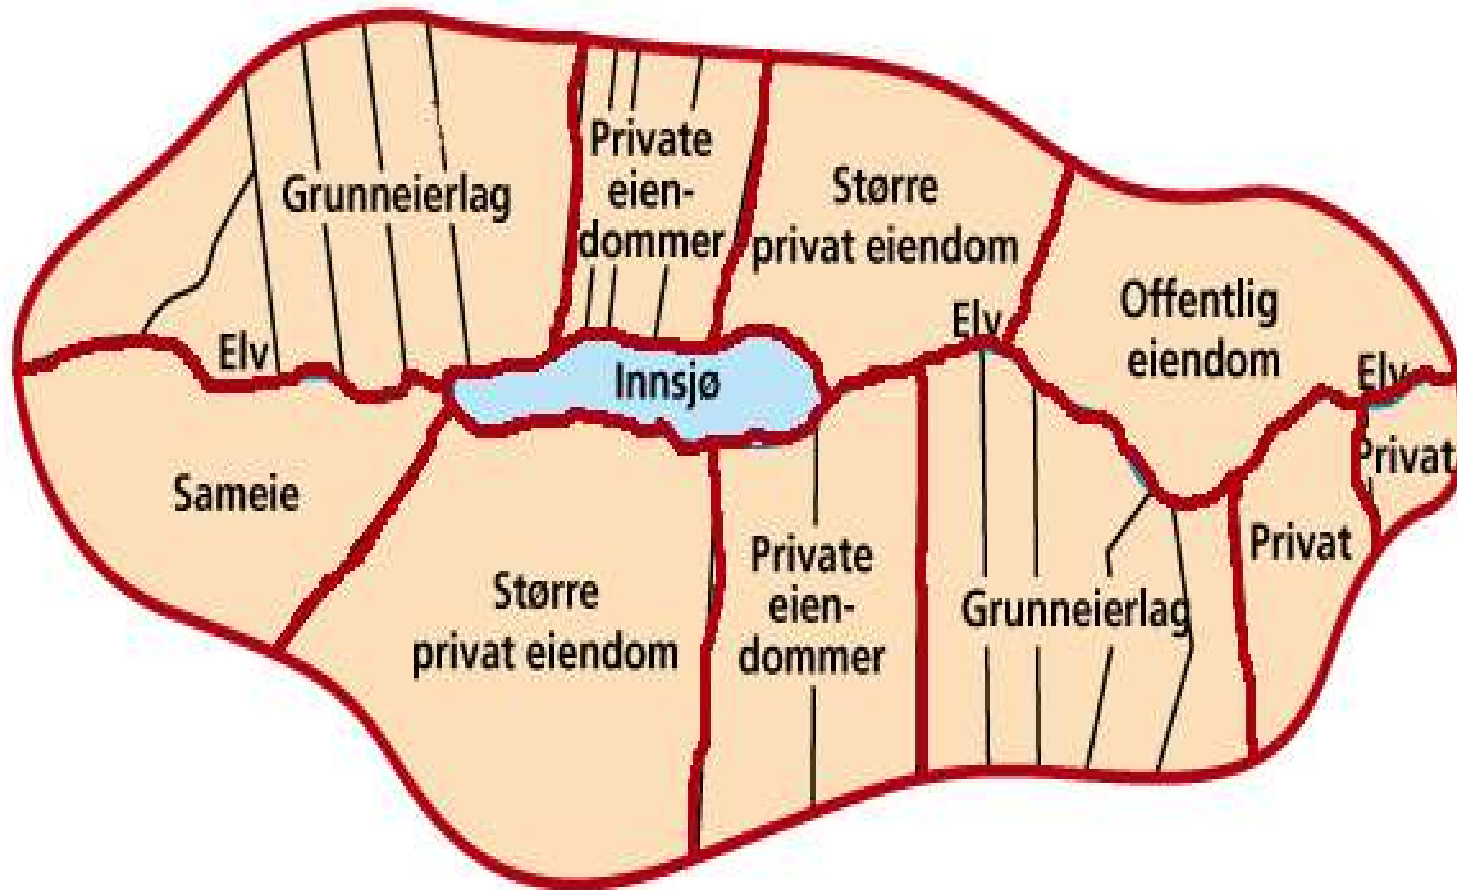 Grunneierlag
Private
eien-
dommer
Større
privat eiendom
Offentlig
eiendom
Elv
Elv
Elv
Innsjø
Sameie
Større
privat eiendom
Private
eien-
dommer
Grunneierlag
Privat
Privat